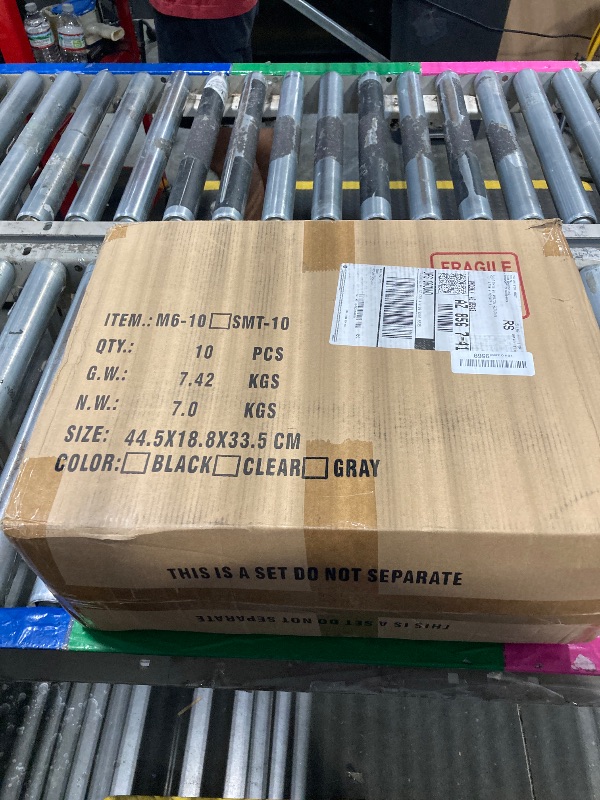 FRAGILE
ITEM.: M6-10 □ SMT-10
QTY.: 10 PCS
G.W.: 7.42 KGS
N.W.: 7.0 KGS
SIZE: 44.5X18.8X33.5 CM
COLOR: □ BLACK □ CLEAR □ GRAY
RS
THIS IS A SET DO NOT SEPARATE
THIS IS A SET DO NOT SEPARATE